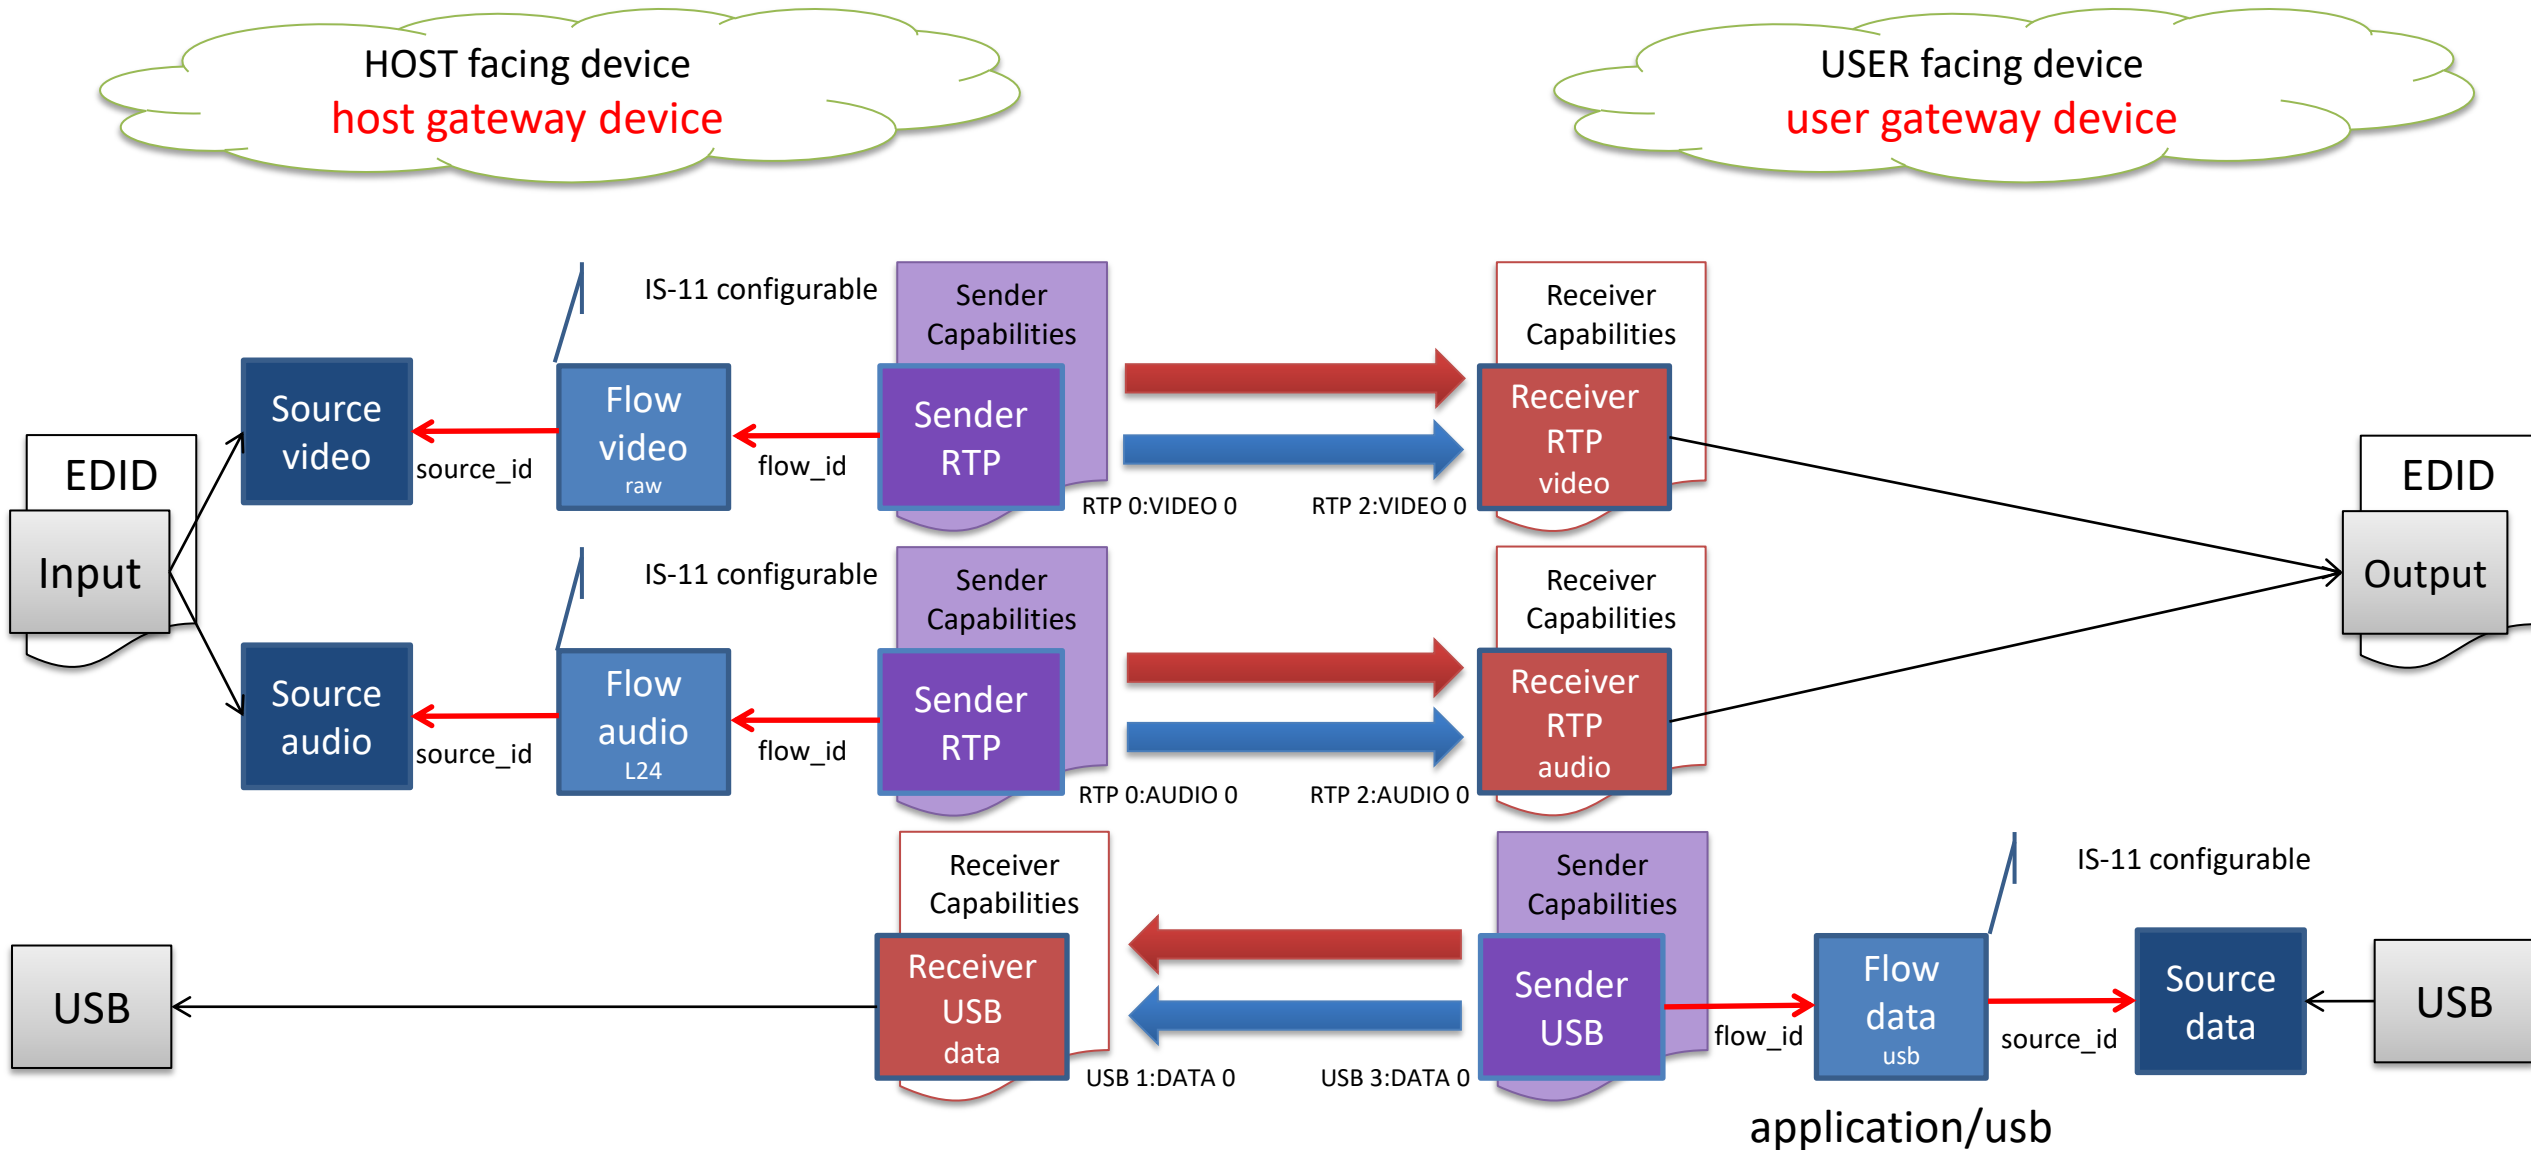 HOST facing device
host gateway device
USER facing device
user gateway device
IS-11 configurable
Sender
Capabilities
Receiver
Capabilities
Source
video
source_id
Flow
video
raw
flow_id
Sender
RTP
RTP 0:VIDEO 0
RTP 2:VIDEO 0
Receiver
RTP
video
EDID
Input
EDID
Output
IS-11 configurable
Sender
Capabilities
Receiver
Capabilities
Source
audio
source_id
Flow
audio
L24
flow_id
Sender
RTP
RTP 0:AUDIO 0
RTP 2:AUDIO 0
Receiver
RTP
audio
Receiver
Capabilities
Sender
Capabilities
IS-11 configurable
USB
Receiver
USB
data
USB 1:DATA 0
USB 3:DATA 0
Sender
USB
flow_id
Flow
data
usb
source_id
Source
data
USB
application/usb